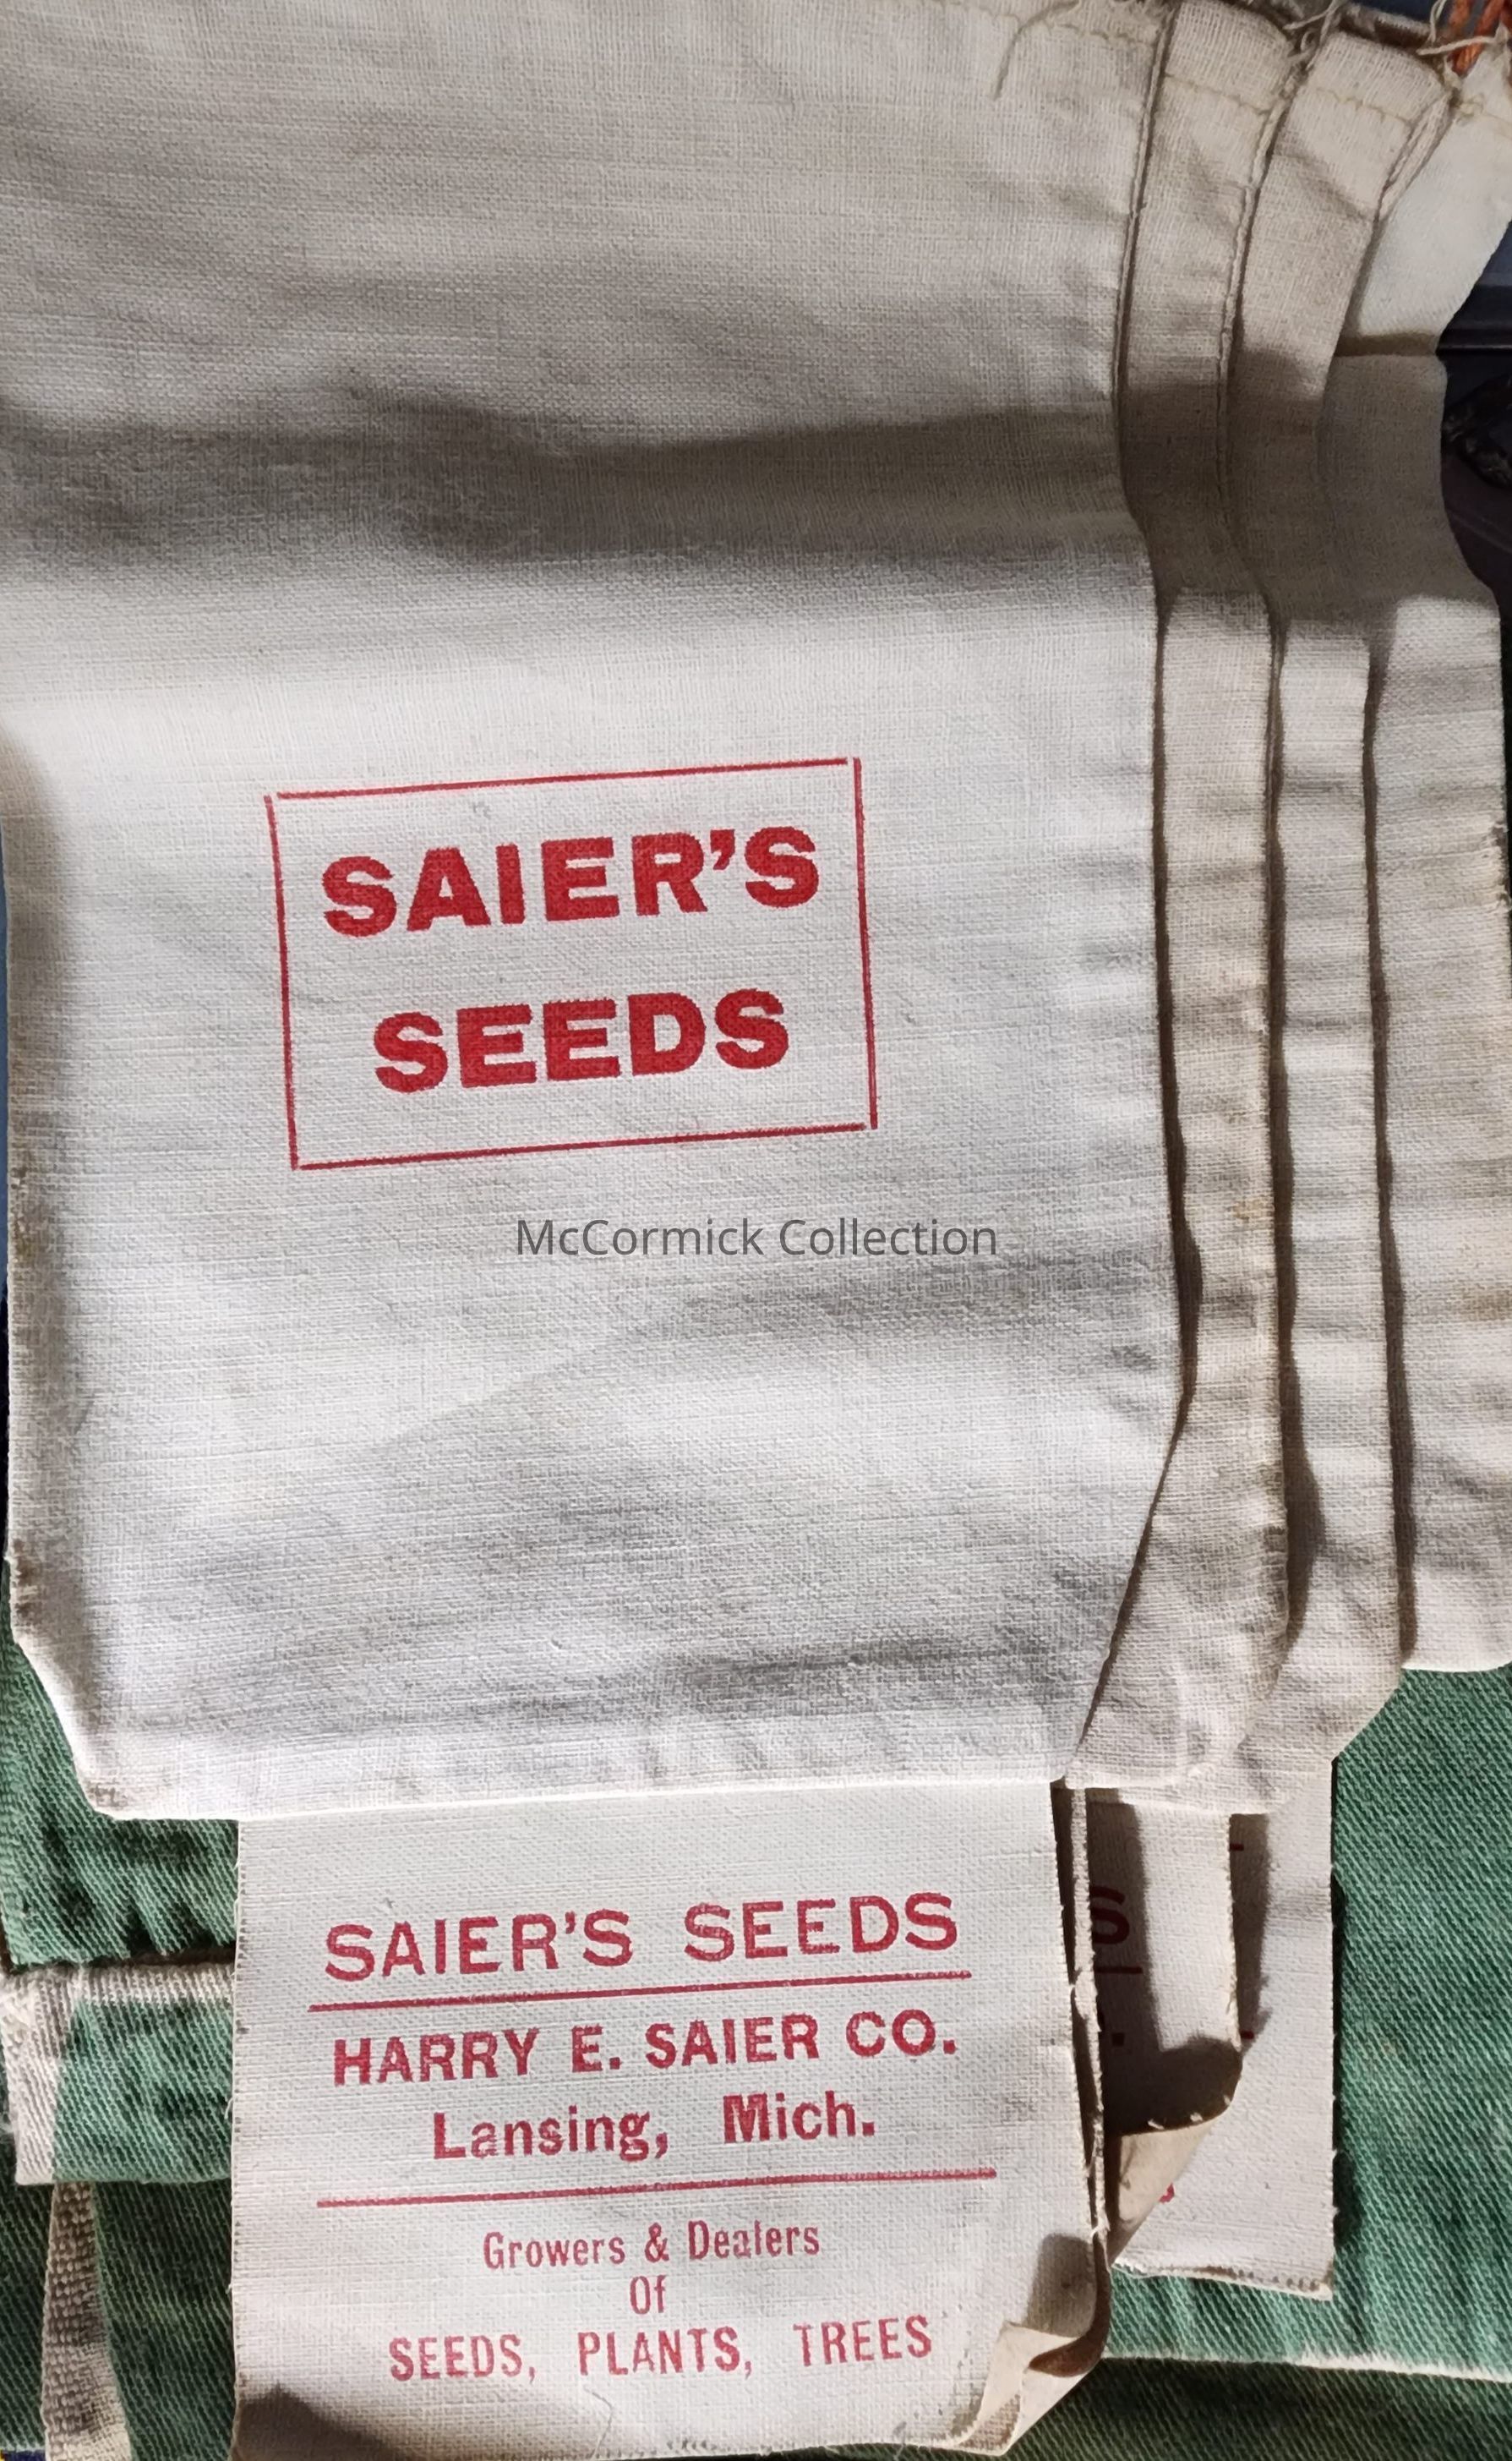 SAIER'S
SEEDS
McCormick Collection
SAIER'S SEEDS
HARRY E. SAIER CO.
Lansing, Mich.
Growers & Dealers
Of
SEEDS, PLANTS, TREES